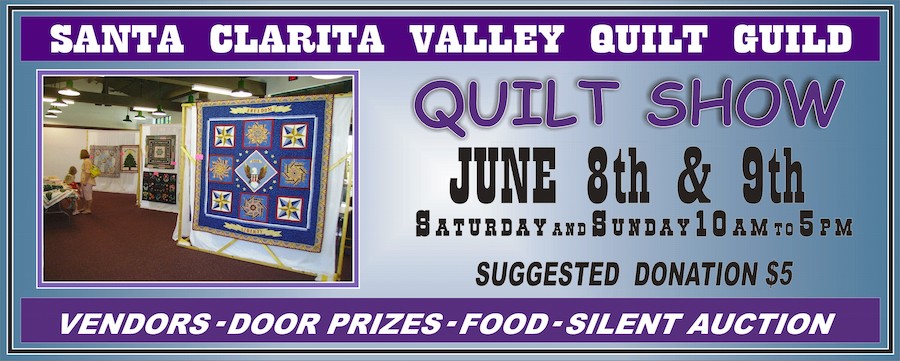 SANTA CLARITA VALLEY QUILT GUILD
QUILT SHOW
JUNE 8th & 9th
SATURDAY AND SUNDAY 10 AM TO 5 PM
SUGGESTED DONATION $5
VENDORS - DOOR PRIZES - FOOD - SILENT AUCTION